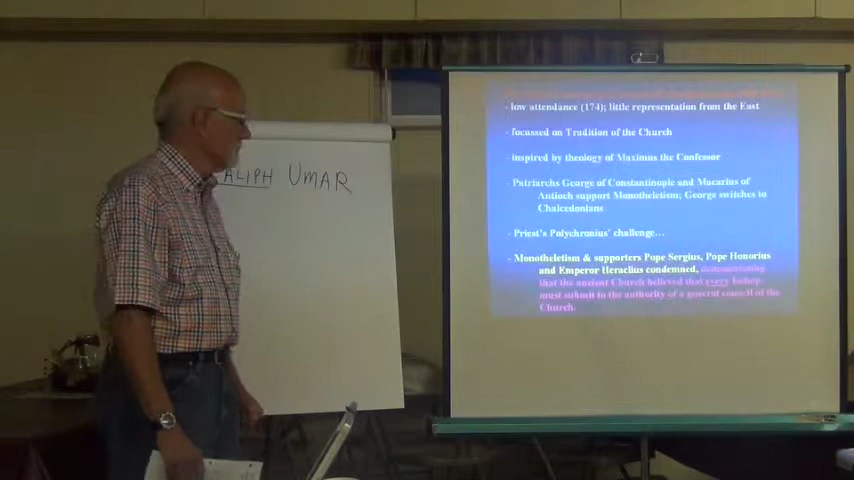 ALIPH UMAR
- low attendance (174); little representation from the East
- focussed on Tradition of the Church
- inspired by theology of Maximus the Confessor
- Patriarchs George of Constantinople and Macarius of
Antioch support Monotheletism; George switches to
Chalcedonians
- Priest's Polychronius' challenge…
- Monotheletism & supporters Pope Sergius, Pope Honorius
and Emperor Heraclius condemned, demonstrating
that the ancient Church believed that every bishop
must submit to the authority of a general council of the
Church.